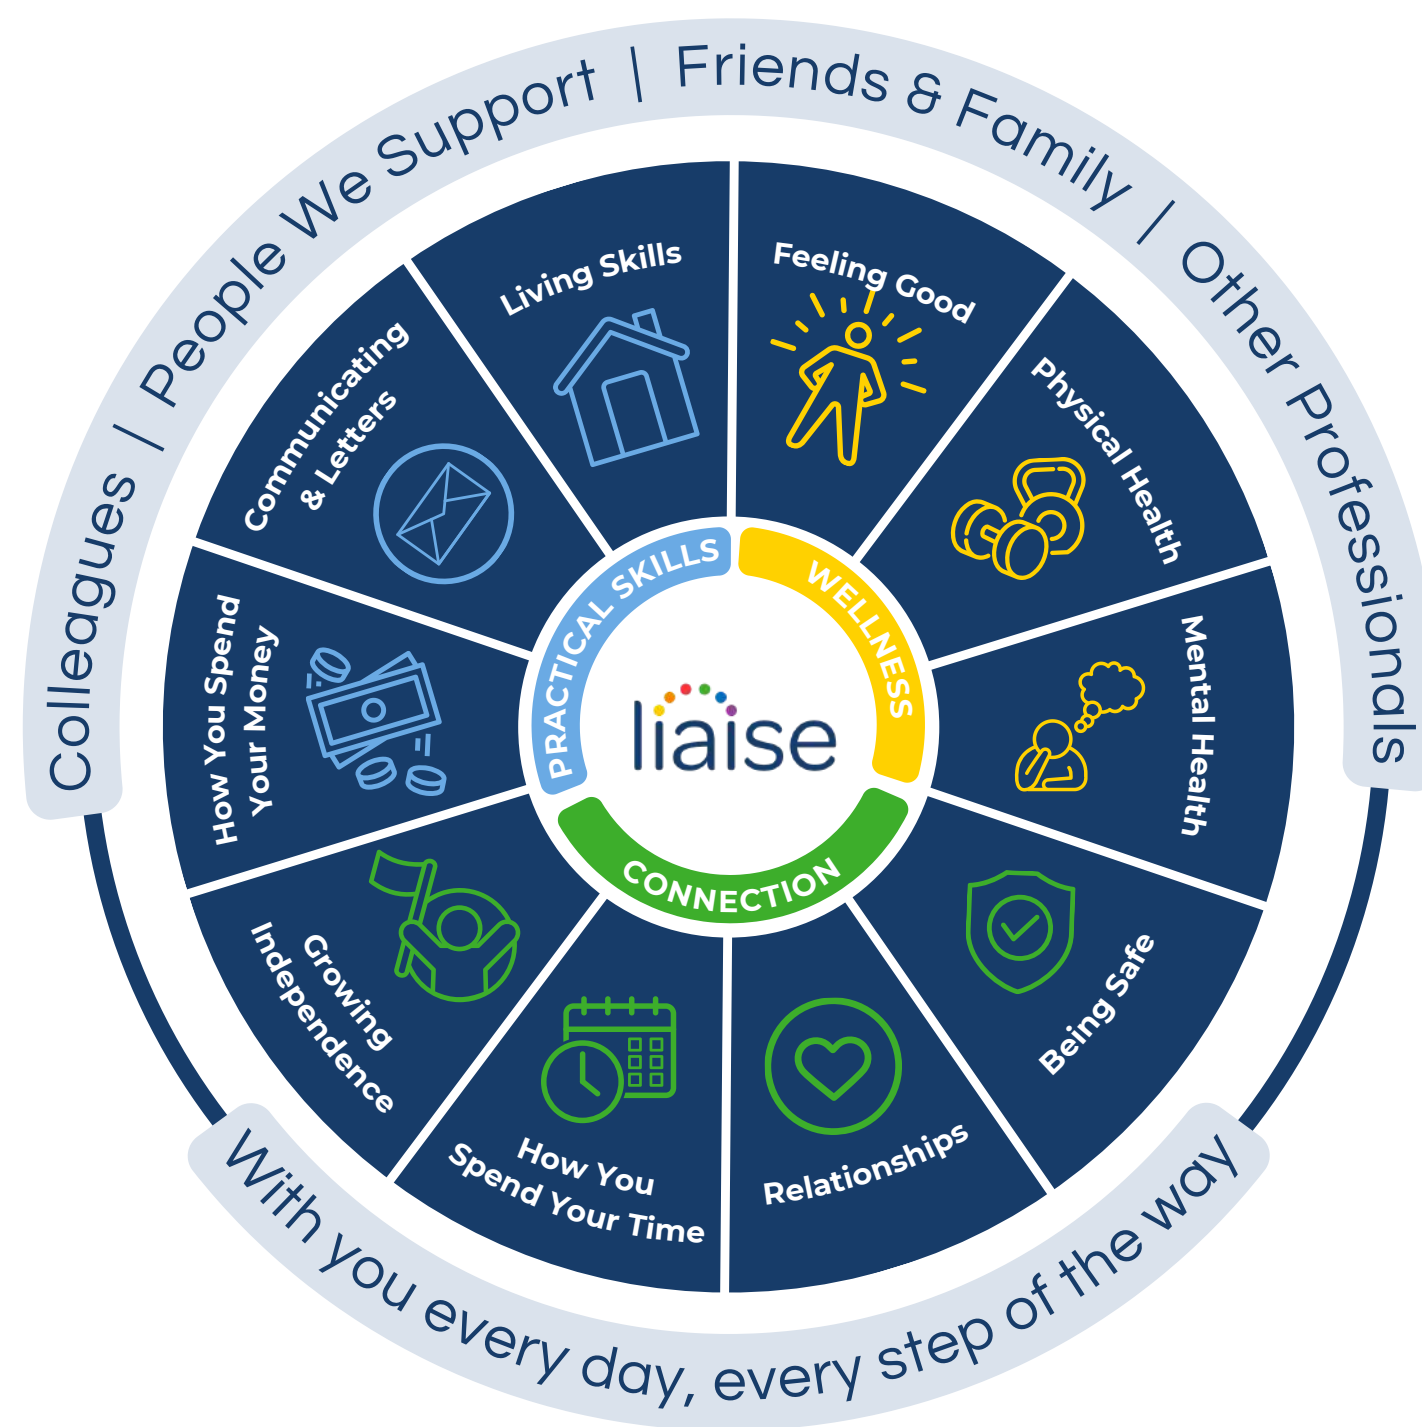 Colleagues | People We Support | Friends & Family | Other Professionals
Living Skills
Feeling Good
Physical Health
Mental Health
Being Safe
Relationships
How You
Spend Your Time
Growing
Independence
How You Spend
Your Money
Communicating
& Letters
PRACTICAL SKILLS
WELLNESS
CONNECTION
liaise
With you every day, every step of the way